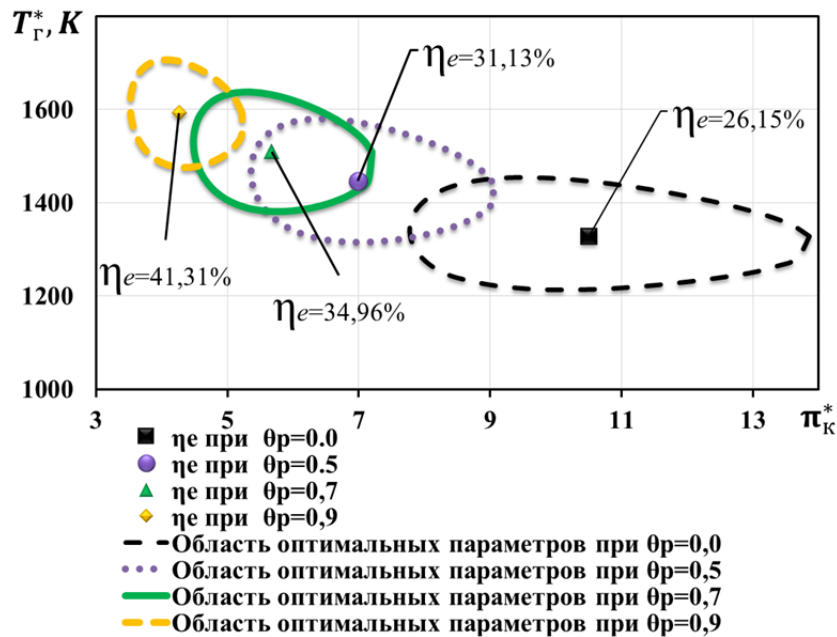 T*г, K
ηe=31,13%
1600
ηe=26,15%
1400
ηe=41,31%
1200
ηe=34,96%
1000
3 5 7 9 11 13 π*к
ηе при θр=0.0
ηе при θр=0.5
ηе при θр=0,7
ηе при θр=0,9
Область оптимальных параметров при θр=0,0
Область оптимальных параметров при θр=0,5
Область оптимальных параметров при θр=0,7
Область оптимальных параметров при θр=0,9